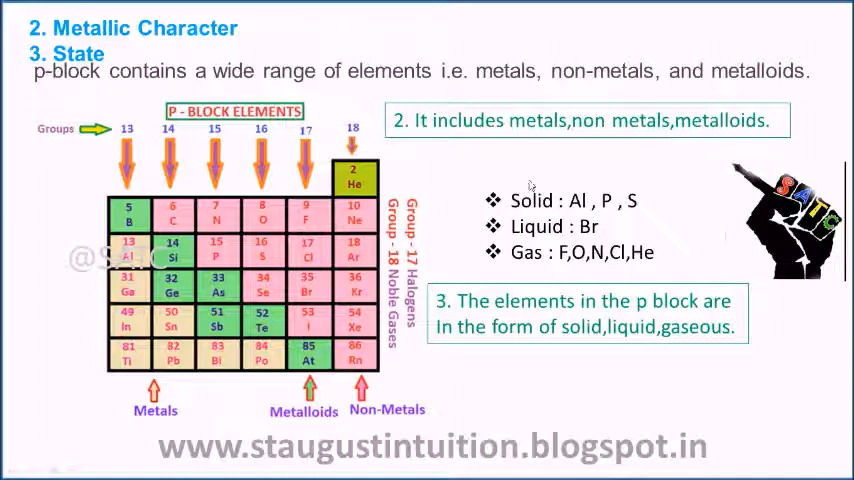 2. Metallic Character
3. State
p-block contains a wide range of elements i.e. metals, non-metals, and metalloids.
P - BLOCK ELEMENTS
Groups
13 14 15 16 17 18
2
He
5 6 7 8 9 10
B C N O F Ne
13 14 15 16 17 18
Al Si P S Cl Ar
31 32 33 34 35 36
Ga Ge As Se Br Kr
49 50 51 52 53 54
In Sn Sb Te I Xe
81 82 83 84 85 86
Ti Pb Bi Po At Rn
Group - 17 Halogens
Group - 18 Noble Gases
Metals
Metalloids
Non-Metals
@SATC
2. It includes metals,non metals,metalloids.
❖ Solid : Al , P , S
❖ Liquid : Br
❖ Gas : F,O,N,Cl,He
SATC
3. The elements in the p block are
In the form of solid,liquid,gaseous.
www.staugustintuition.blogspot.in